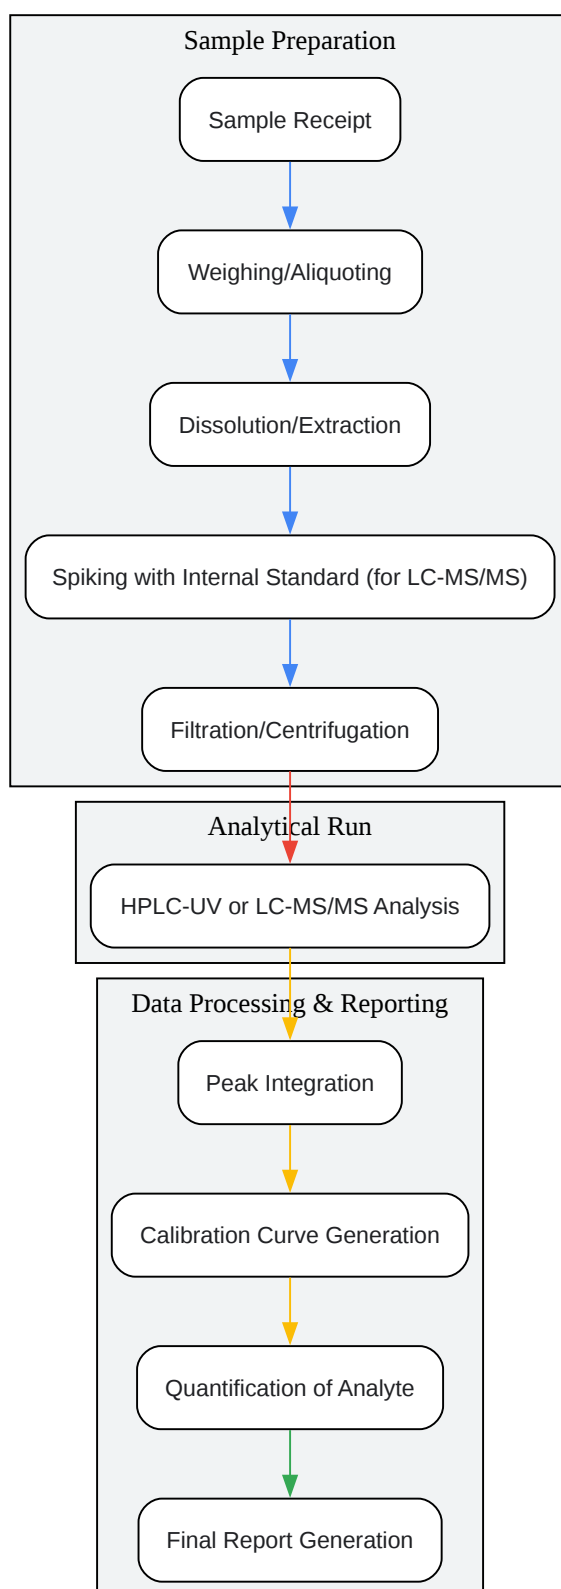 Sample Preparation
Sample Receipt
Weighing/Aliquoting
Dissolution/Extraction
Spiking with Internal Standard (for LC-MS/MS)
Filtration/Centrifugation
Analytical Run
HPLC-UV or LC-MS/MS Analysis
Data Processing & Reporting
Peak Integration
Calibration Curve Generation
Quantification of Analyte
Final Report Generation